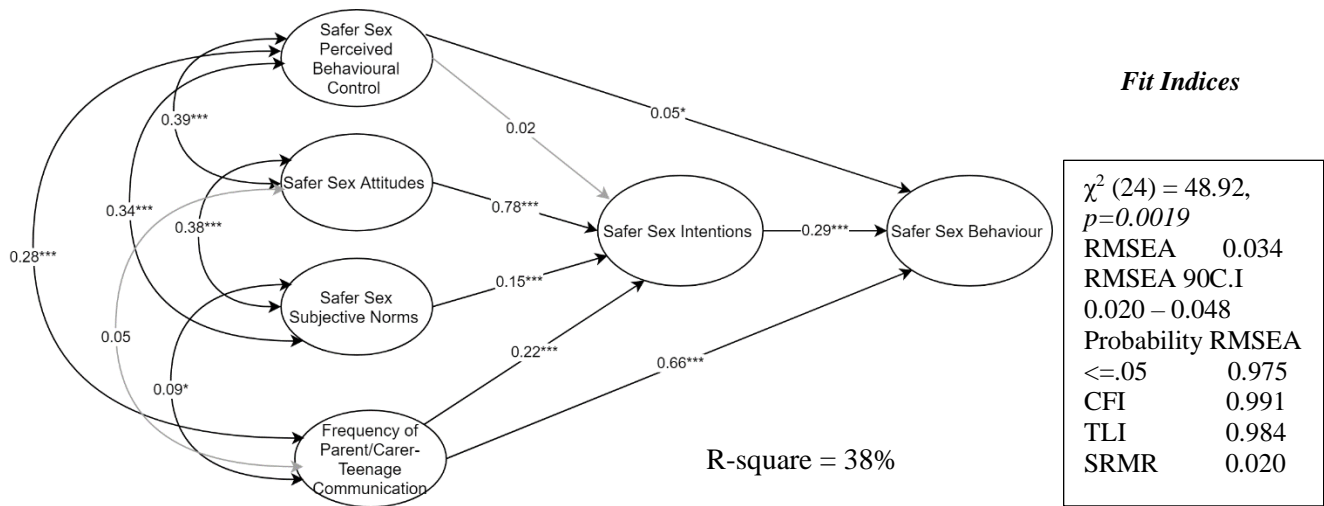 Safer Sex
Perceived
Behavioural
Control
Fit Indices
0.05*
0.39***
0.02
Safer Sex Attitudes
0.78***
0.34***
0.38***
Safer Sex Intentions
0.29***
Safer Sex Behaviour
0.28***
0.15***
Safer Sex
Subjective Norms
0.05
0.22***
0.66***
0.09*
Frequency of
Parent/Carer-
Teenage
Communication
R-square = 38%
χ² (24) = 48.92,
p=0.0019
RMSEA 0.034
RMSEA 90C.I
0.020 – 0.048
Probability RMSEA
<=.05 0.975
CFI 0.991
TLI 0.984
SRMR 0.020